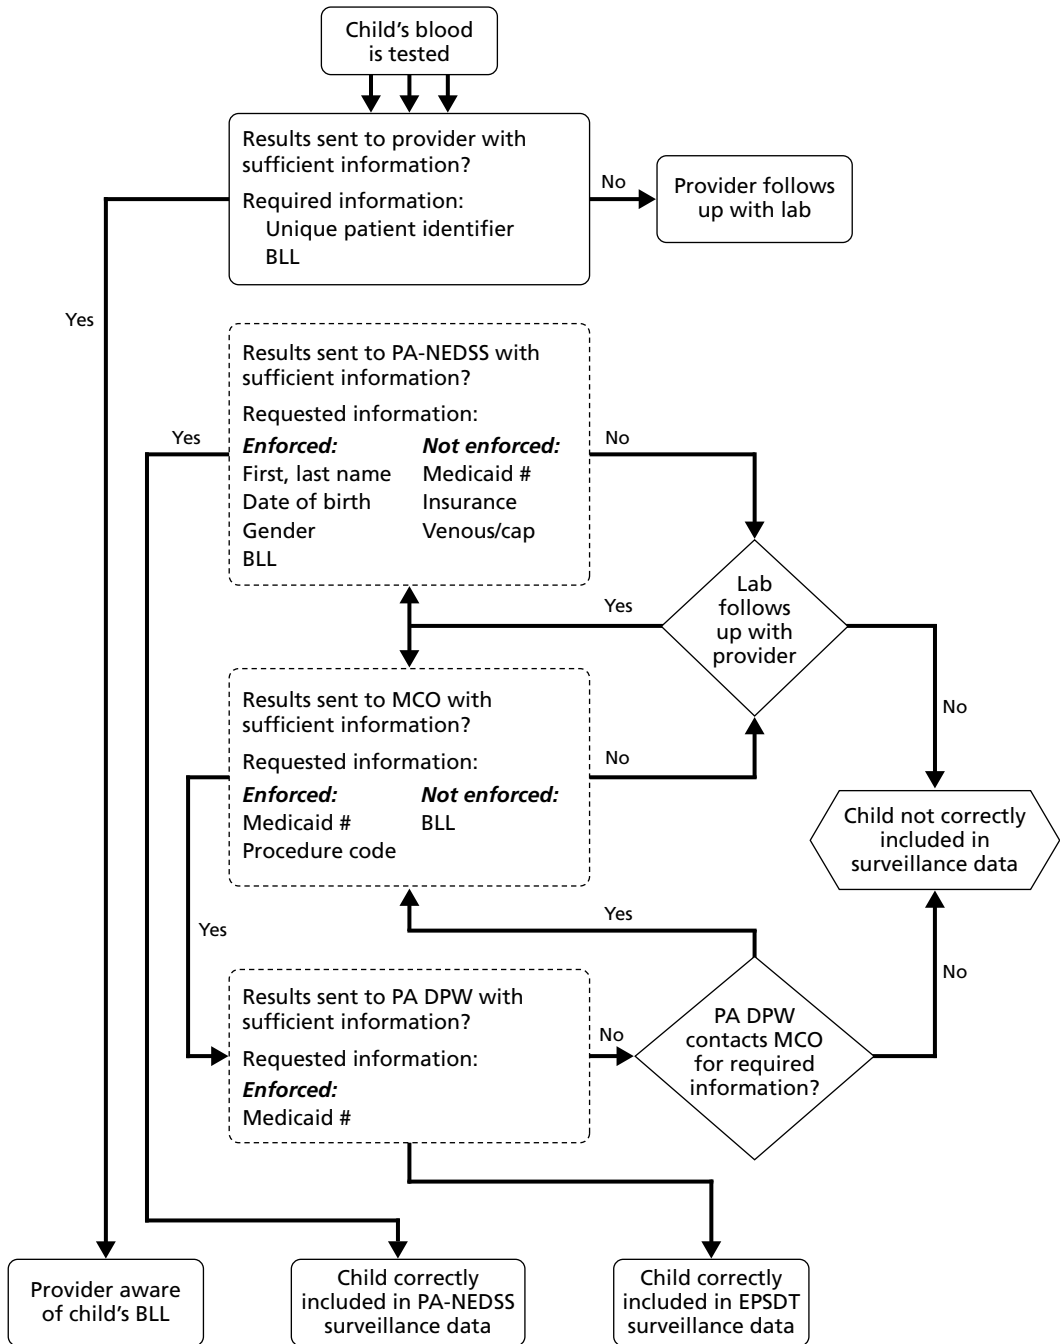 Child's blood
is tested
Results sent to provider with
sufficient information?
Required information:
Unique patient identifier
BLL
No
Provider follows
up with lab
Yes
Results sent to PA-NEDSS with
sufficient information?
Requested information:
Enforced: Not enforced:
First, last name Medicaid #
Date of birth Insurance
Gender Venous/cap
BLL
Yes
No
Lab
follows
up with
provider
Yes
No
Results sent to MCO with
sufficient information?
Requested information:
Enforced: Not enforced:
Medicaid # BLL
Procedure code
No
Yes
Child not correctly
included in
surveillance data
Yes
No
Results sent to PA DPW with
sufficient information?
Requested information:
Enforced:
Medicaid #
No
PA DPW
contacts MCO
for required
information?
Provider aware
of child's BLL
Child correctly
included in PA-NEDSS
surveillance data
Child correctly
included in EPSDT
surveillance data